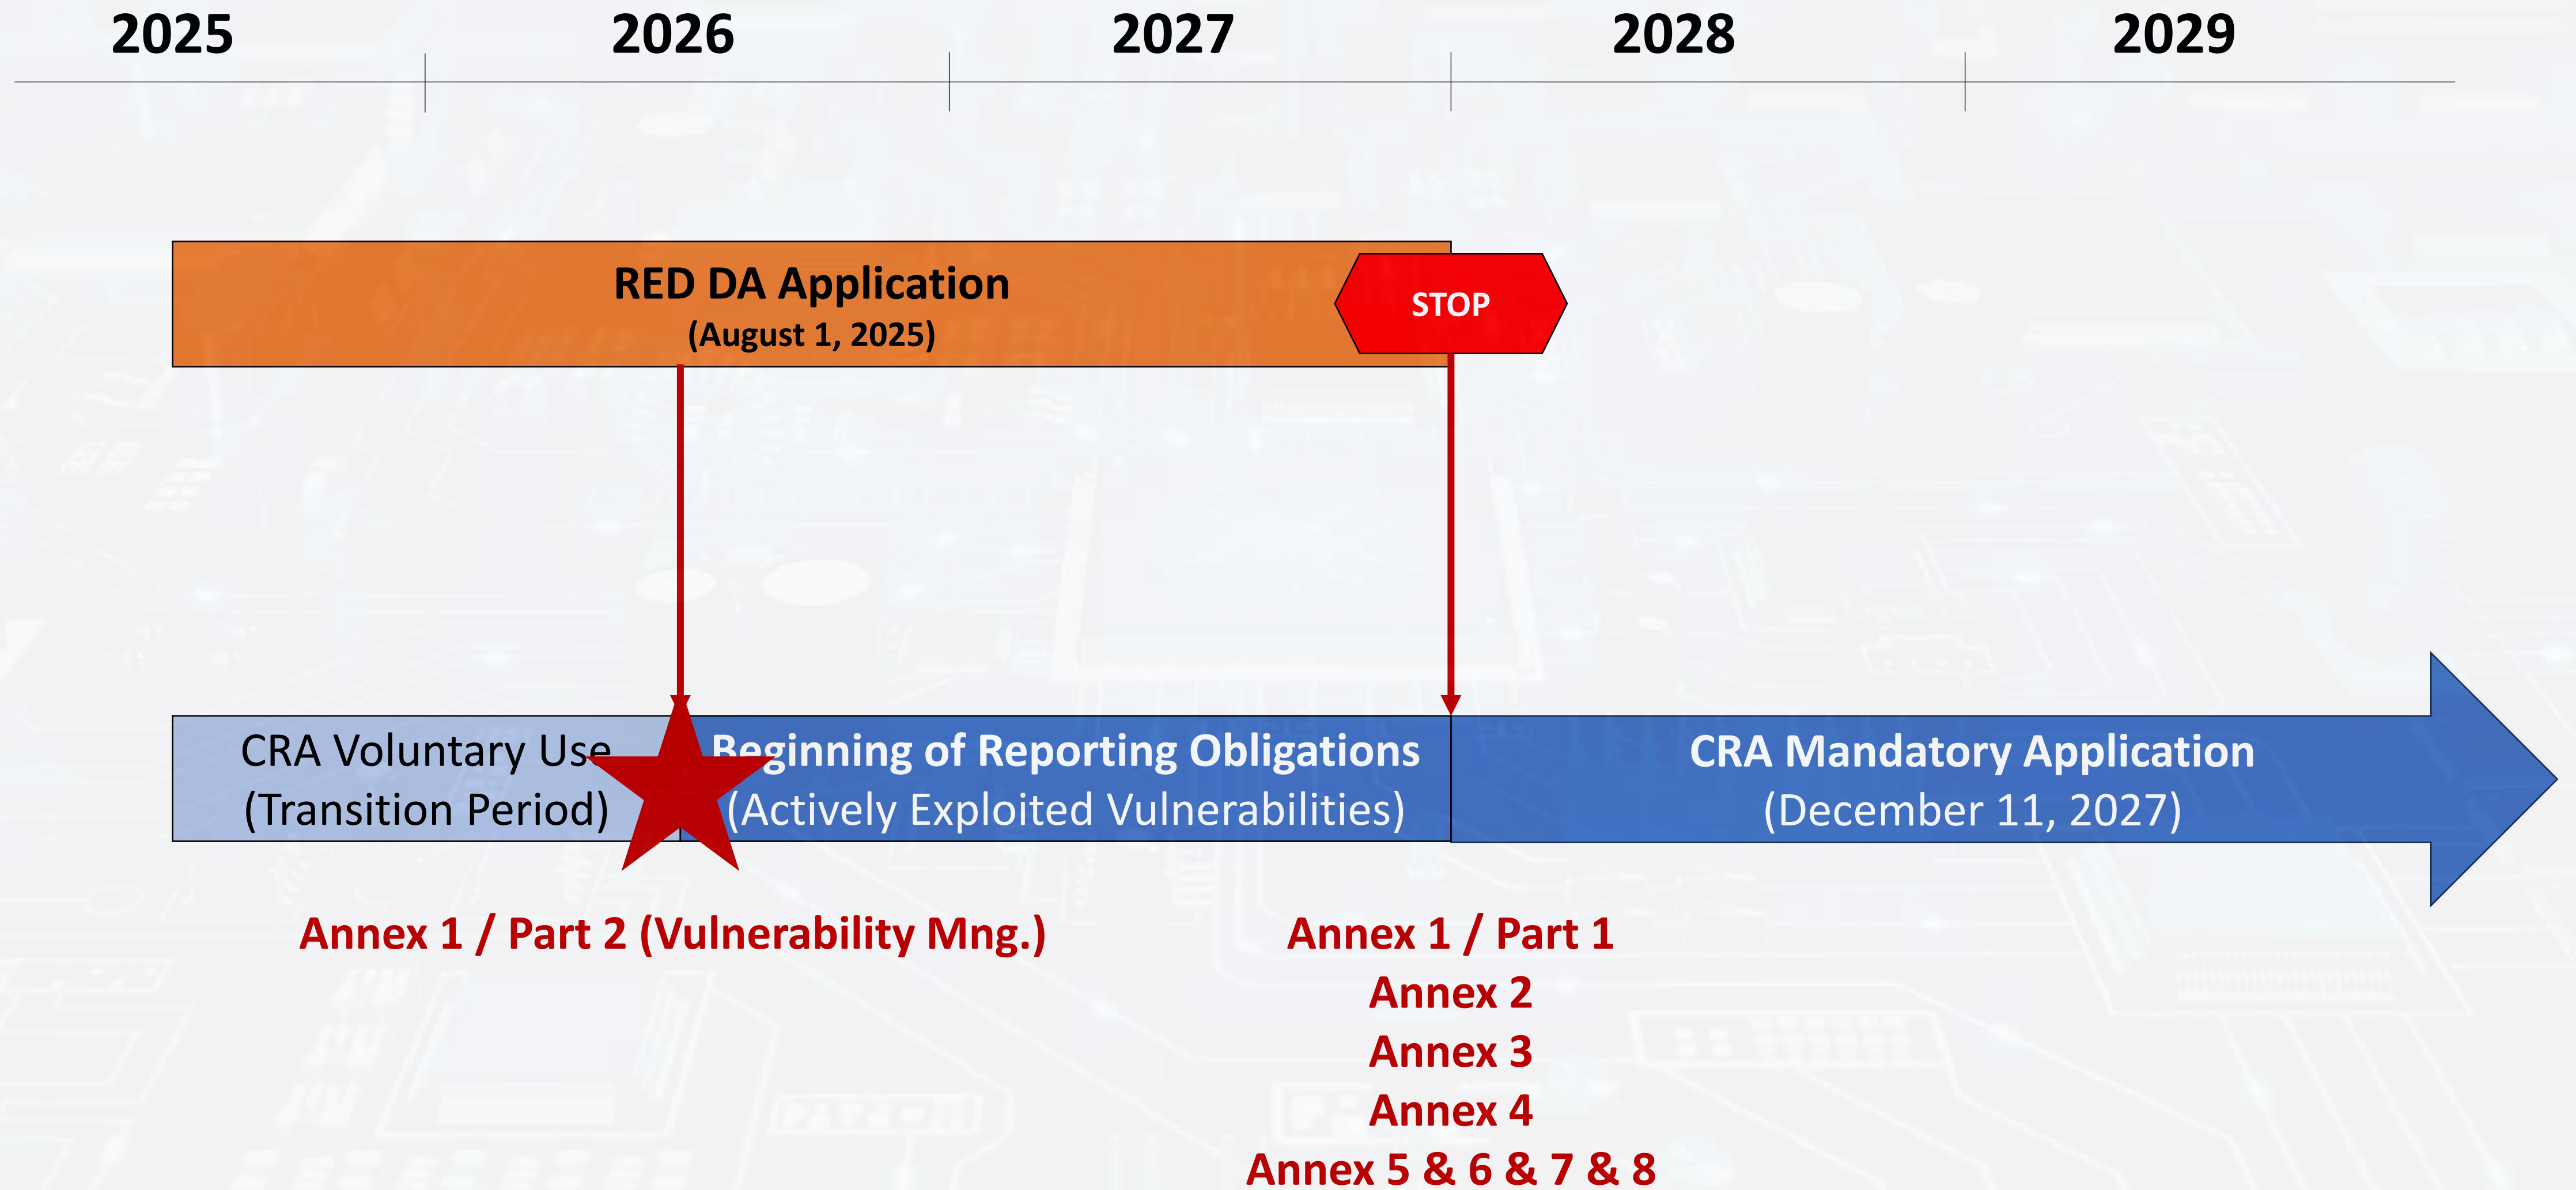 2025 2026 2027 2028 2029
RED DA Application
(August 1, 2025)
STOP
CRA Voluntary Use
(Transition Period)
Beginning of Reporting Obligations
(Actively Exploited Vulnerabilities)
CRA Mandatory Application
(December 11, 2027)
Annex 1 / Part 2 (Vulnerability Mng.)
Annex 1 / Part 1
Annex 2
Annex 3
Annex 4
Annex 5 & 6 & 7 & 8